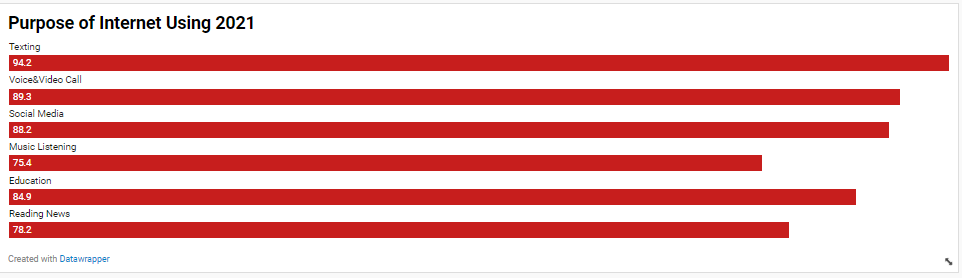 Purpose of Internet Using 2021
Texting
94.2
Voice&Video Call
89.3
Social Media
88.2
Music Listening
75.4
Education
84.9
Reading News
78.2
Created with Datawrapper